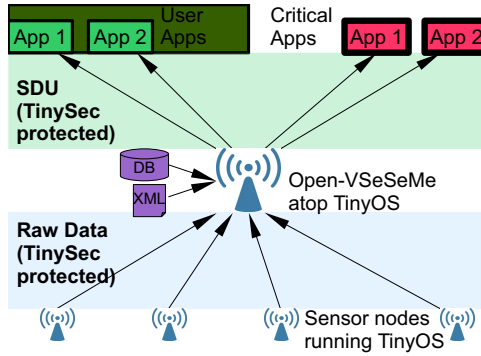 User
Apps
App 1
App 2
Critical
Apps
App 1
App 2
SDU
(TinySec
protected)
DB
XML
Open-VSeSeMe
atop TinyOS
Raw Data
(TinySec
protected)
Sensor nodes
running TinyOS